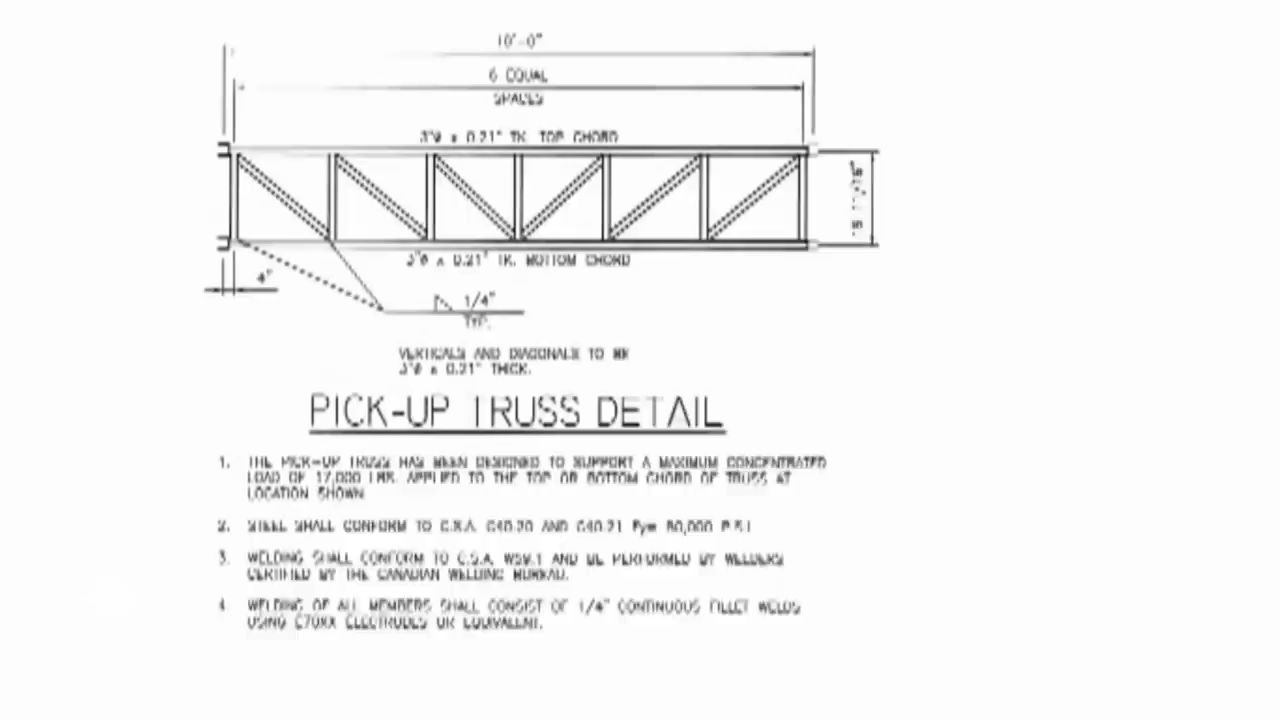 10'-0"
6 EQUAL
SPACES
3"Ø x 0.21" TK. TOP CHORD
3"Ø x 0.21" TK. BOTTOM CHORD
4"
1/4"
TYP.
VERTICALS AND DIAGONALS TO BE
3"Ø x 0.21" THICK.
PICK-UP TRUSS DETAIL
1. THE PICK-UP TRUSS HAS BEEN DESIGNED TO SUPPORT A MAXIMUM CONCENTRATED
LOAD OF 17,000 LBS. APPLIED TO THE TOP OR BOTTOM CHORD OF TRUSS AT
LOCATION SHOWN
2. STEEL SHALL CONFORM TO C.S.A. G40.20 AND G40.21 Fy= 50,000 P.S.I.
3. WELDING SHALL CONFORM TO C.S.A. W59.1 AND BE PERFORMED BY WELDERS
CERTIFIED BY THE CANADIAN WELDING BUREAU.
4. WELDING OF ALL MEMBERS SHALL CONSIST OF 1/4" CONTINUOUS FILLET WELDS
USING E70XX ELECTRODES OR EQUIVALENT.